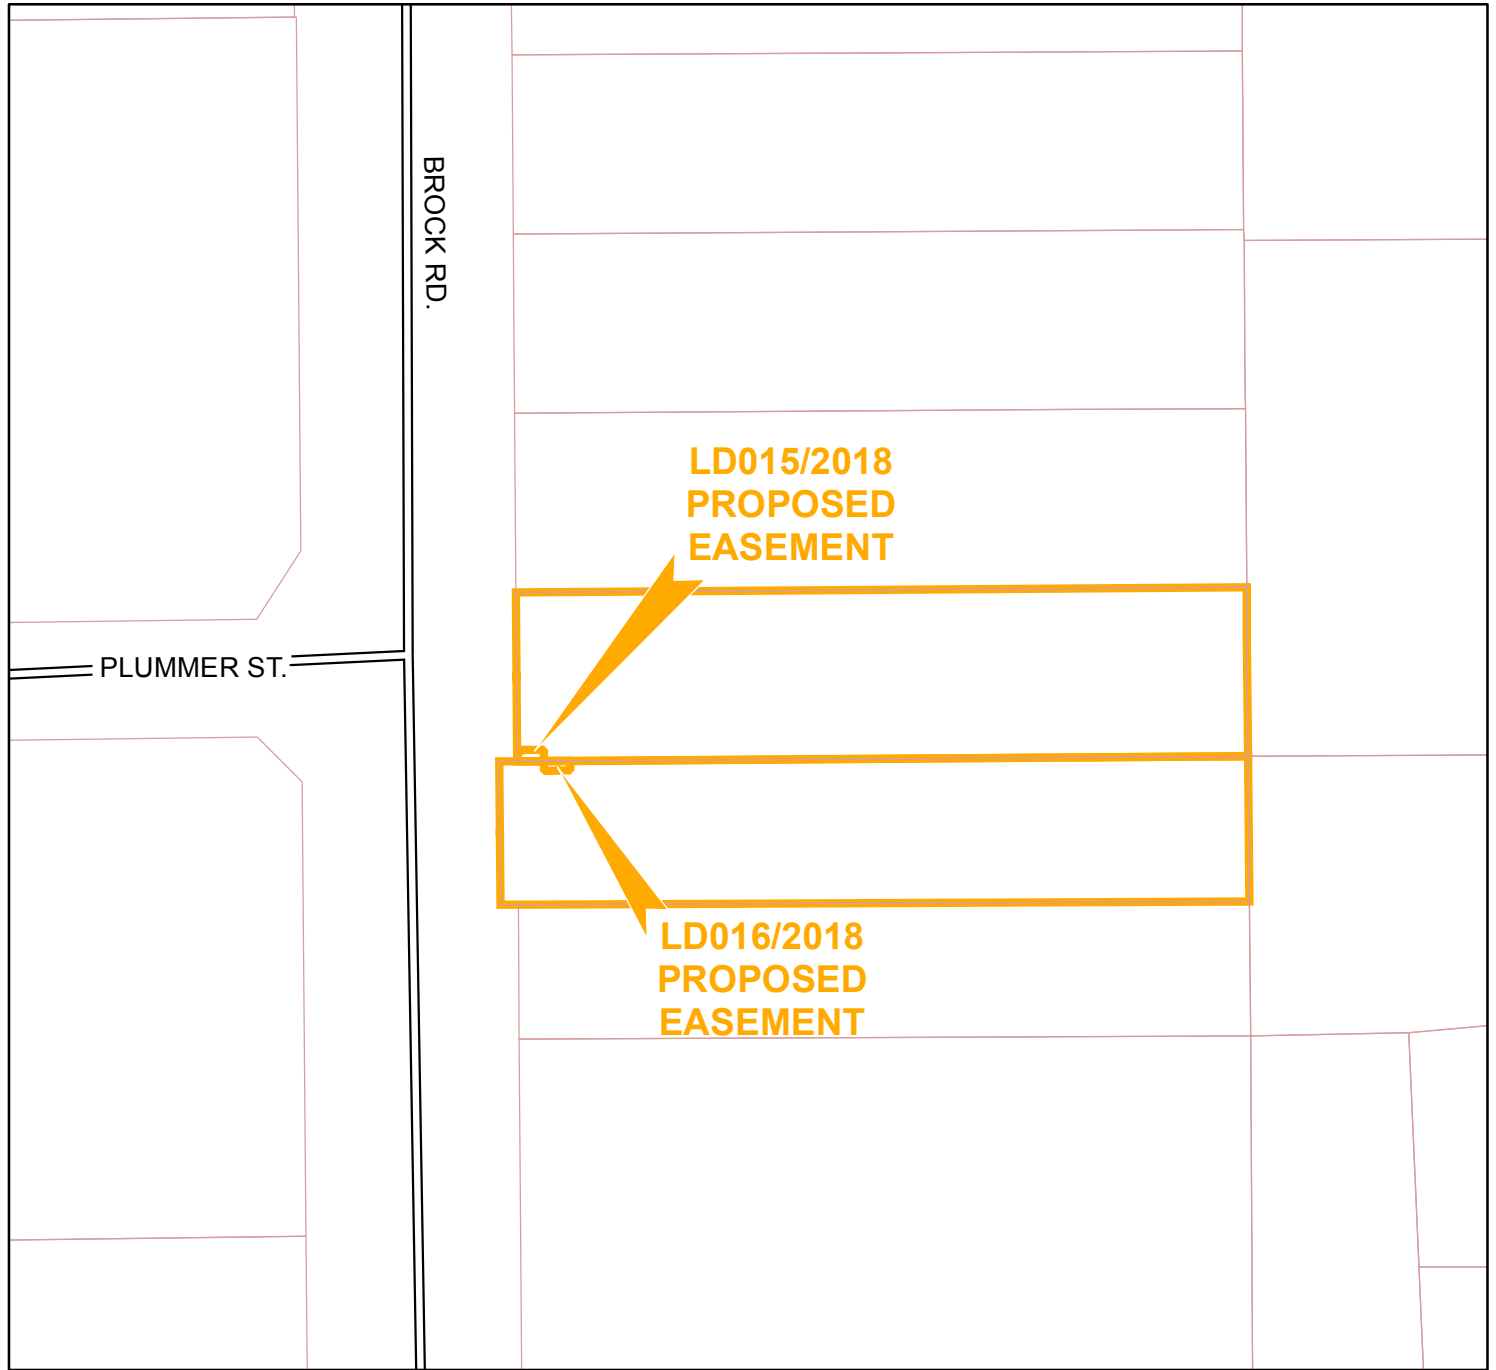 BROCK RD.
LD015/2018
PROPOSED
EASEMENT
PLUMMER ST.
LD016/2018
PROPOSED
EASEMENT